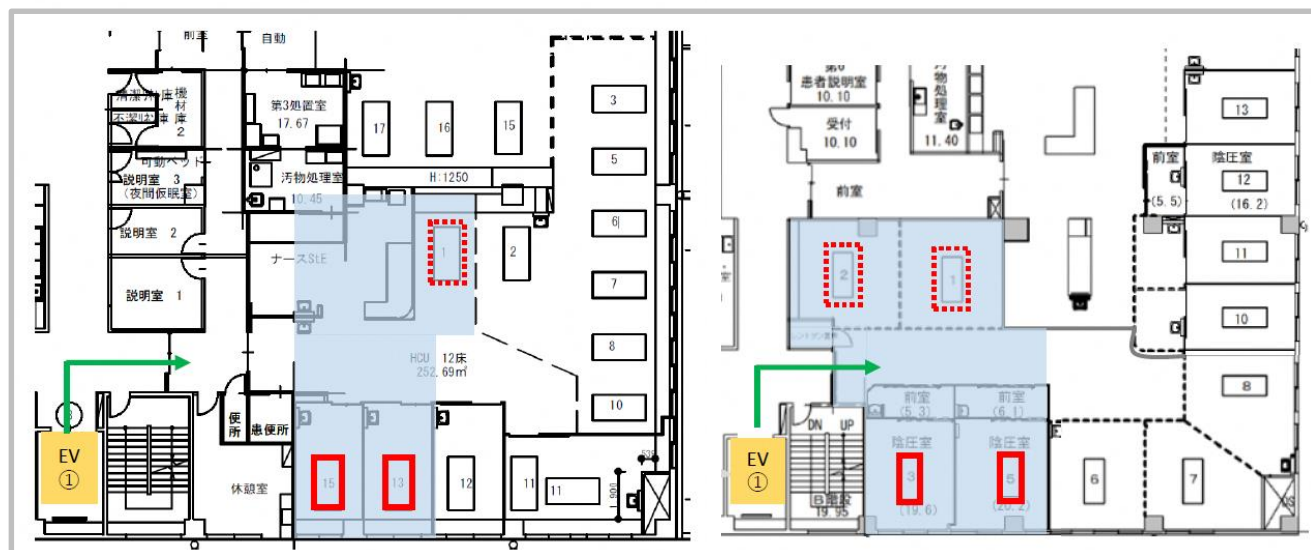 前室
自動
清潔リネン庫
不潔リネン庫
機材庫2
第3処置室
17.67
17
16
15
3
可動ベッド
説明室 3
(夜間仮眠室)
汚物処理室
10.45
H:1250
5
説明室 2
ナースStE
1
2
6
説明室 1
7
HCU 12床
252.69㎡
8
10
EV
①
便所
患便所
休憩室
15
13
12
11
11
530
1,900
患者説明室
10.10
受付
10.10
汚物処理室
11.40
13
前室
(5.5)
陰圧室
12
(16.2)
前室
2
1
11
10
8
EV
①
DN UP
B階段
19.95
前室
(5.3)
前室
(6.1)
陰圧室
3
(19.6)
陰圧室
5
(20.2)
6
7